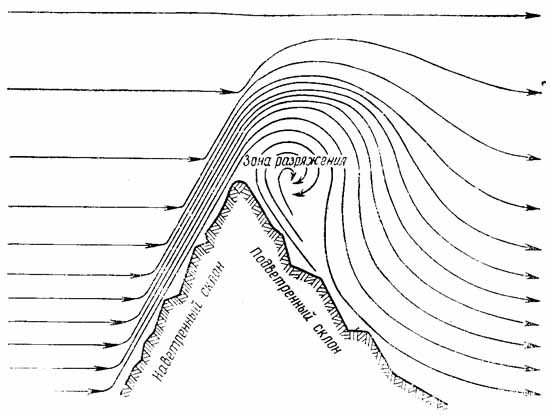 Зона разряжения
Наветренный склон
Подветренный склон